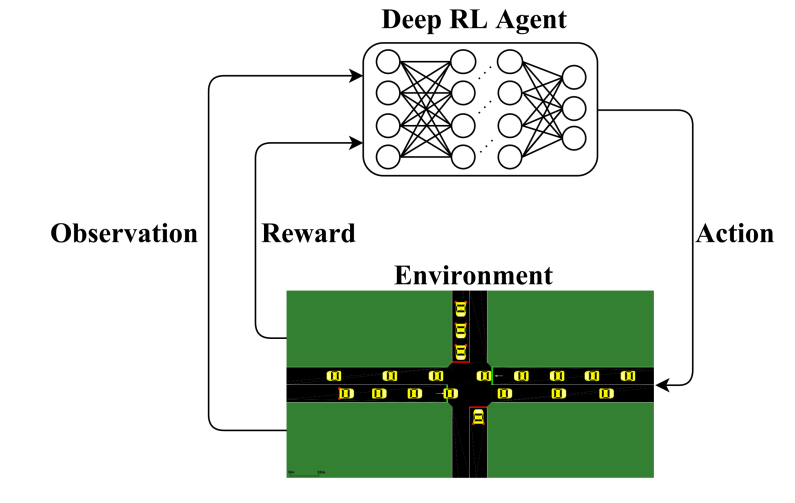 Deep RL Agent
Observation
Reward
Action
Environment